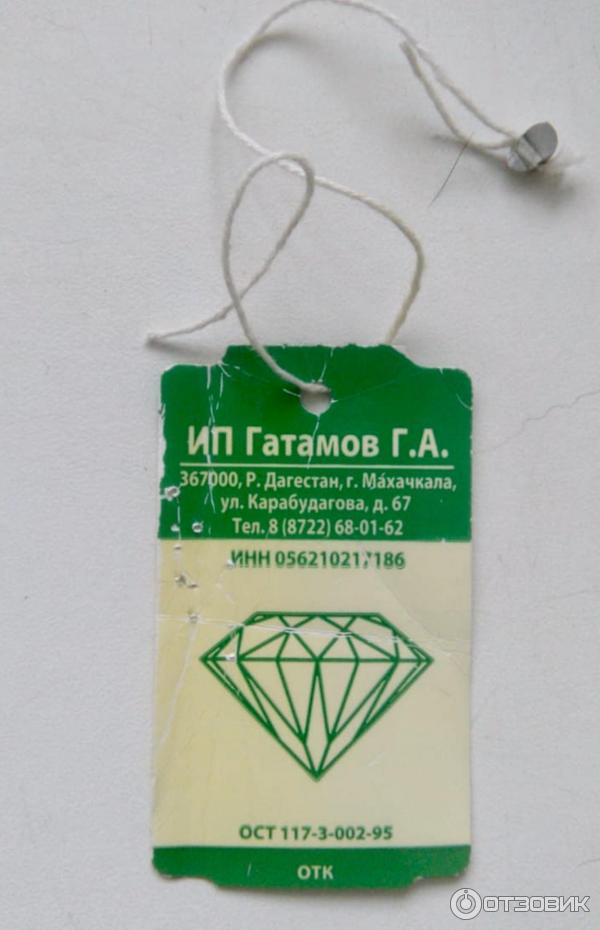 ИП Гатамов Г.А.
367000, Р. Дагестан, г. Махачкала,
ул. Карабудагова, д. 67
Тел. 8 (8722) 68-01-62
ИНН 056210217186
ОСТ 117-3-002-95
ОТК
ОТЗОВИК